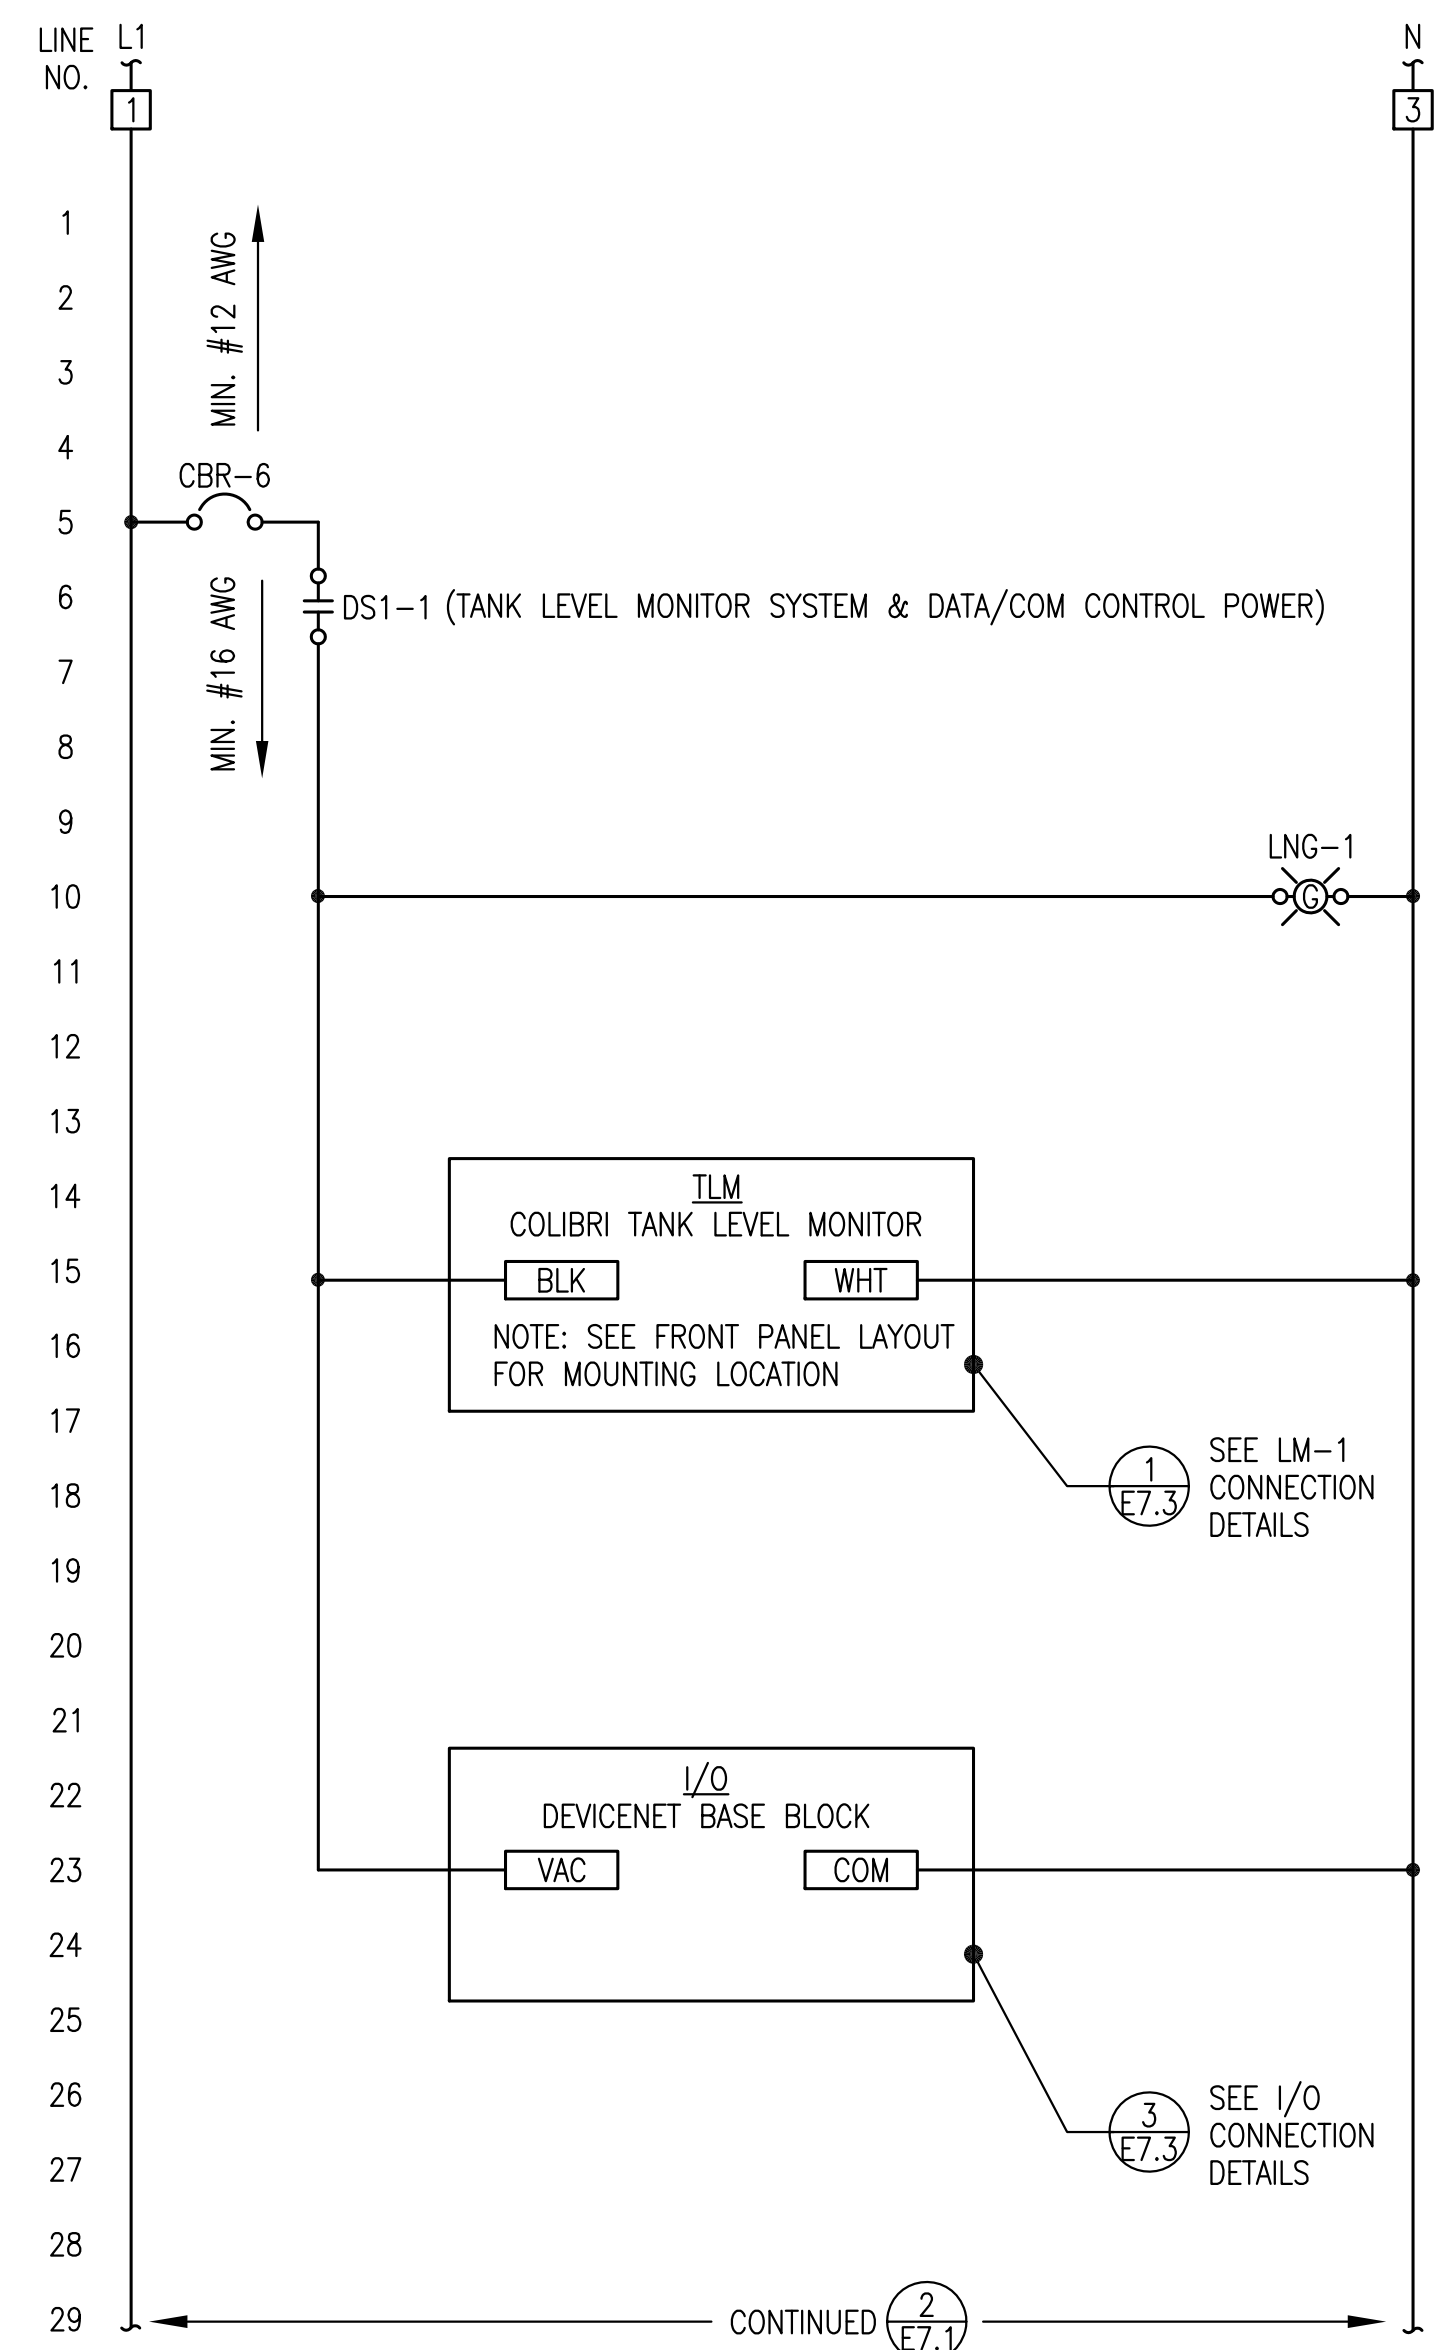 LINE NO.
L1
N
1
3
1
2
3
4
5
6
7
8
9
10
11
12
13
14
15
16
17
18
19
20
21
22
23
24
25
26
27
28
29
MIN. #12 AWG
CBR-6
MIN. #16 AWG
DS1-1 (TANK LEVEL MONITOR SYSTEM & DATA/COM CONTROL POWER)
LNG-1
G
TLM
COLIBRI TANK LEVEL MONITOR
BLK
WHT
NOTE: SEE FRONT PANEL LAYOUT
FOR MOUNTING LOCATION
1
E7.3
SEE LM-1
CONNECTION
DETAILS
I/O
DEVICENET BASE BLOCK
VAC
COM
3
E7.3
SEE I/O
CONNECTION
DETAILS
CONTINUED
2
E7.1